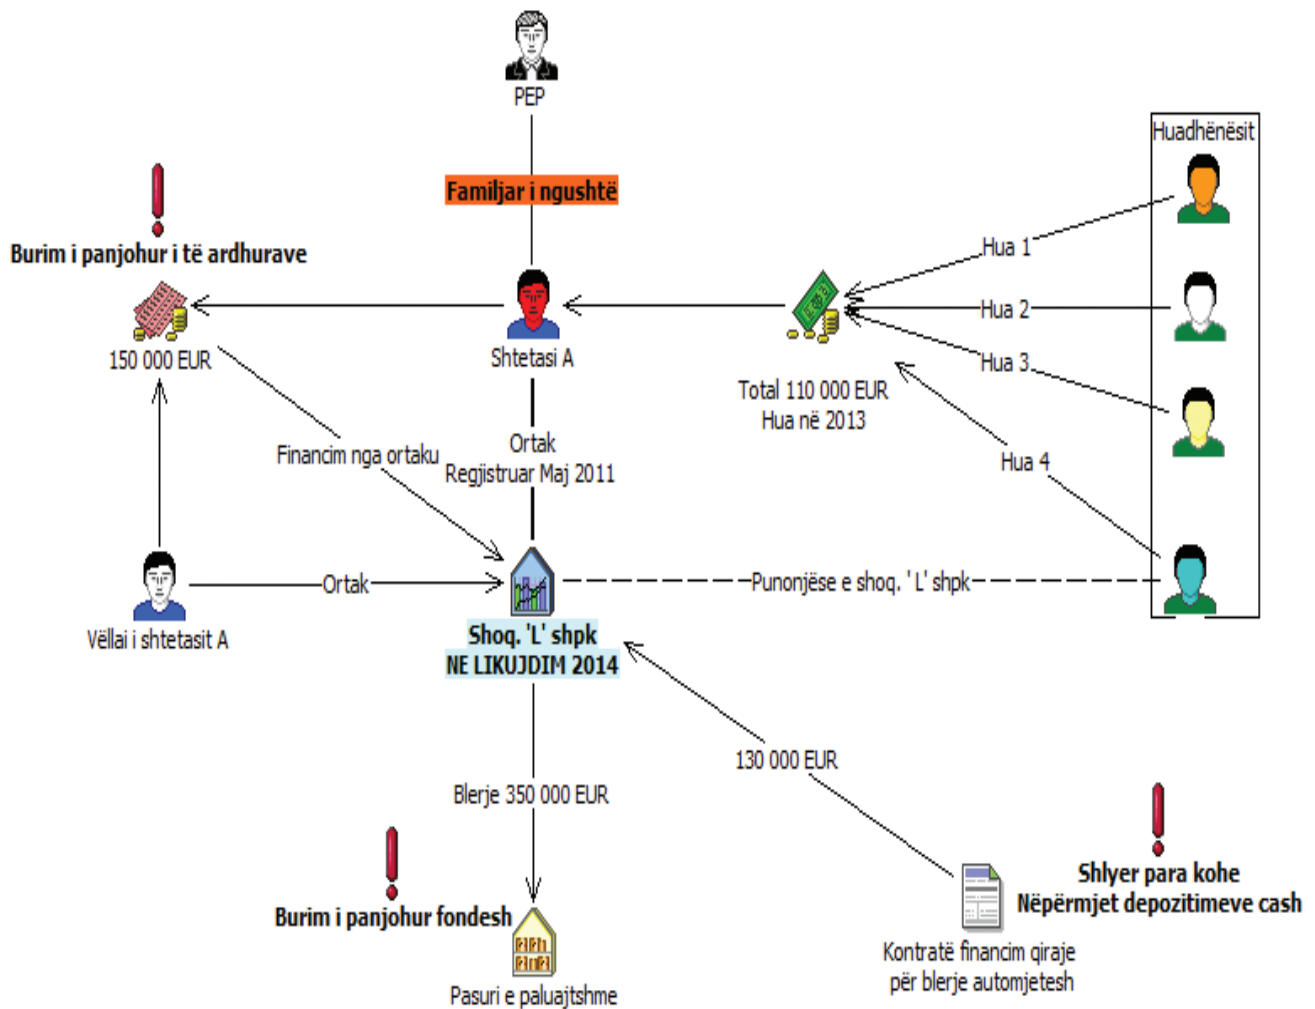 PEP
Huadhënësit
Familjar i ngushtë
Burim i panjohur i të ardhurave
Hua 1
Hua 2
150 000 EUR
Shtetasi A
Hua 3
Total 110 000 EUR
Hua në 2013
Financim nga ortaku
Ortak
Regjistruar Maj 2011
Hua 4
Ortak
Punonjëse e shoq. ' L' shpk
Vëllai i shtetasit A
Shoq. 'L' shpk
NE LIKUJDIM 2014
130 000 EUR
Blerje 350 000 EUR
Shlyer para kohe
Nëpërmjet depozitimeve cash
Burim i panjohur fondesh
Kontratë financim qiraje
për blerje automjetesh
Pasuri e paluajtshme